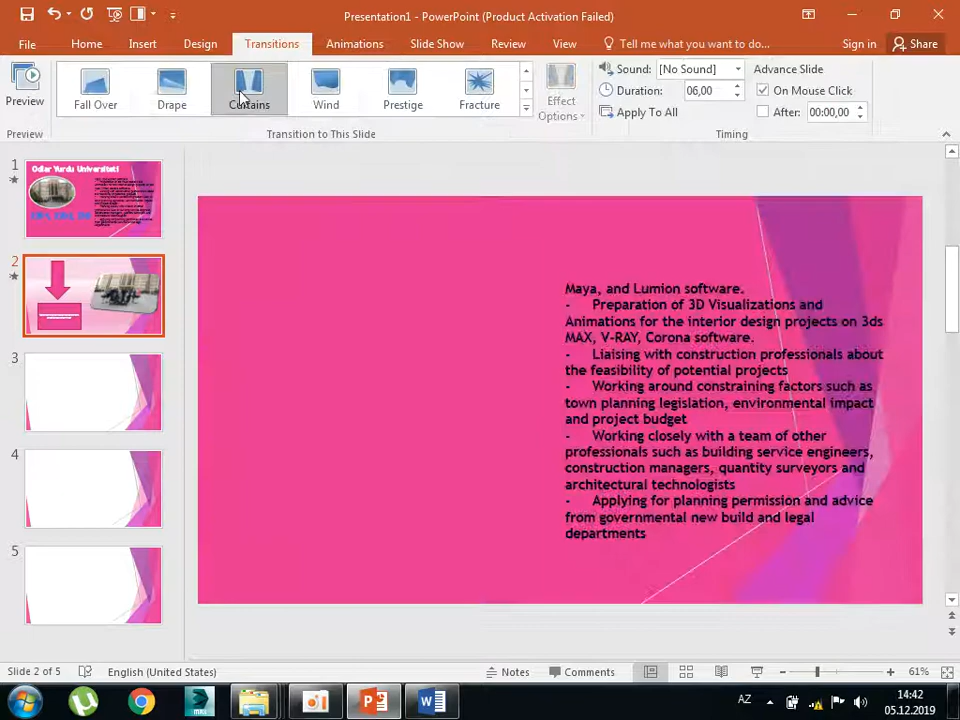 Presentation1 - PowerPoint (Product Activation Failed)
File
Home
Insert
Design
Transitions
Animations
Slide Show
Review
View
Tell me what you want to do...
Sign in
Share
Preview
Fall Over
Drape
Curtains
Wind
Prestige
Fracture
Effect
Options
Sound: [No Sound]
Duration: 06,00
Apply To All
Advance Slide
On Mouse Click
After: 00:00,00
Preview
Transition to This Slide
Timing
1
Odlar Yurdu Universiteti
2
3
4
5
Maya, and Lumion software.
- Preparation of 3D Visualizations and
Animations for the interior design projects on 3ds
MAX, V-RAY, Corona software.
- Liaising with construction professionals about
the feasibility of potential projects
- Working around constraining factors such as
town planning legislation, environmental impact
and project budget
- Working closely with a team of other
professionals such as building service engineers,
construction managers, quantity surveyors and
architectural technologists
- Applying for planning permission and advice
from governmental new build and legal
departments
Slide 2 of 5
English (United States)
Notes
Comments
61%
AZ
14:42
05.12.2019